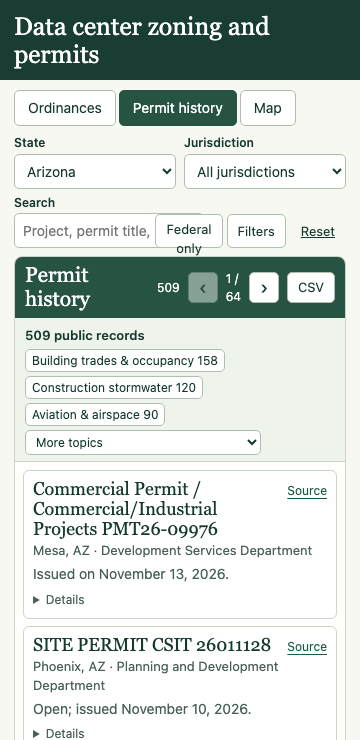 Data center zoning and
permits
Ordinances
Permit history
Map
State
Jurisdiction
Arizona
All jurisdictions
Search
Project, permit title,
Federal
only
Filters
Reset
Permit
history
509
‹
1 /
64
›
CSV
509 public records
Building trades & occupancy 158
Construction stormwater 120
Aviation & airspace 90
More topics
Commercial Permit /
Commercial/Industrial
Projects PMT26-09976
Source
Mesa, AZ · Development Services Department
Issued on November 13, 2026.
▶ Details
SITE PERMIT CSIT 26011128
Source
Phoenix, AZ · Planning and Development
Department
Open; issued November 10, 2026.
▶ Details